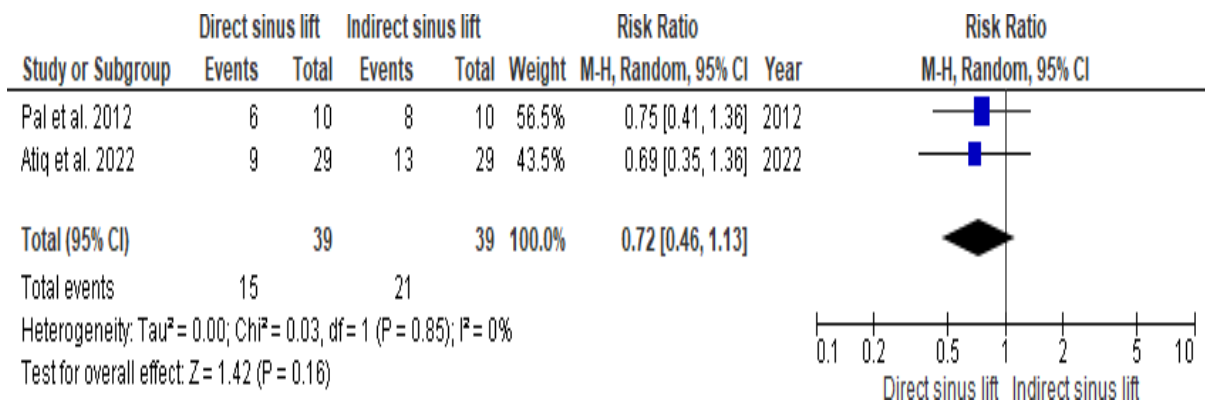 Direct sinus lift Indirect sinus lift Risk Ratio Risk Ratio
Study or Subgroup Events Total Events Total Weight M-H, Random, 95% CI Year M-H, Random, 95% CI
Pal et al. 2012 6 10 8 10 56.5% 0.75 [0.41, 1.36] 2012
Atiq et al. 2022 9 29 13 29 43.5% 0.69 [0.35, 1.36] 2022
Total (95% CI) 39 39 100.0% 0.72 [0.46, 1.13]
Total events 15 21
Heterogeneity: Tau² = 0.00; Chi² = 0.03, df = 1 (P = 0.85); I² = 0%
Test for overall effect: Z = 1.42 (P = 0.16)
0.1 0.2 0.5 1 2 5 10
Direct sinus lift Indirect sinus lift